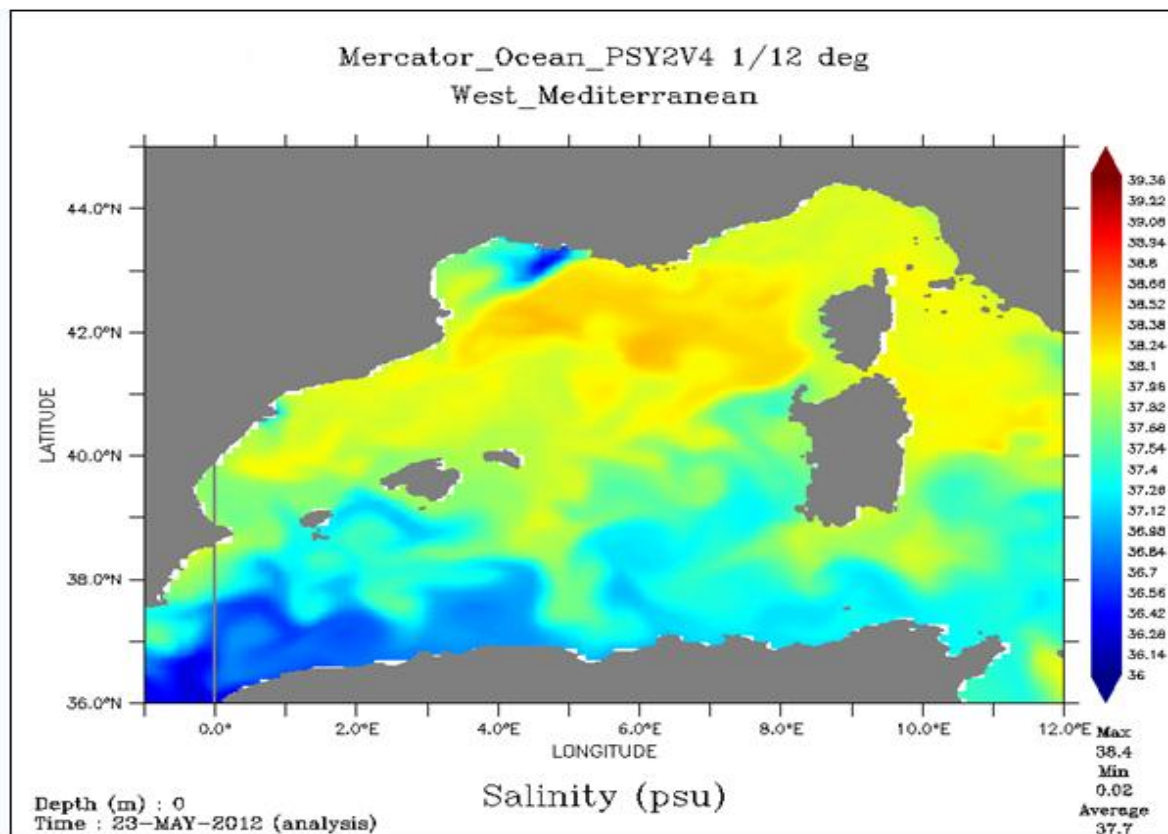 Mercator_Ocean_PSY2V4 1/12 deg
West_Mediterranean
44.0°N
42.0°N
40.0°N
38.0°N
36.0°N
LATITUDE
0.0°
2.0°E
4.0°E
6.0°E
8.0°E
10.0°E
12.0°E
LONGITUDE
39.36
39.22
39.08
38.94
38.8
38.66
38.52
38.38
38.24
38.1
37.96
37.82
37.68
37.54
37.4
37.26
37.12
36.98
36.84
36.7
36.56
36.42
36.28
36.14
36
Max
38.4
Min
0.02
Average
37.7
Salinity (psu)
Depth (m) : 0
Time : 23-MAY-2012 (analysis)